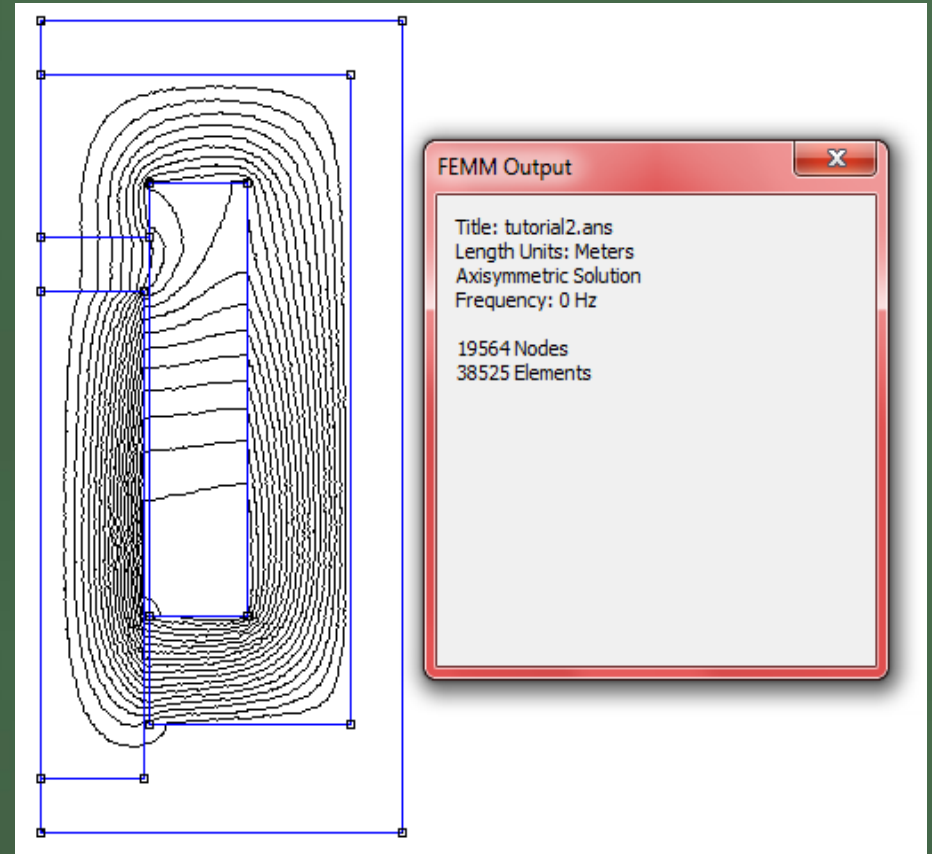 FEMM Output
Title: tutorial2.ans
Length Units: Meters
Axisymmetric Solution
Frequency: 0 Hz
19564 Nodes
38525 Elements